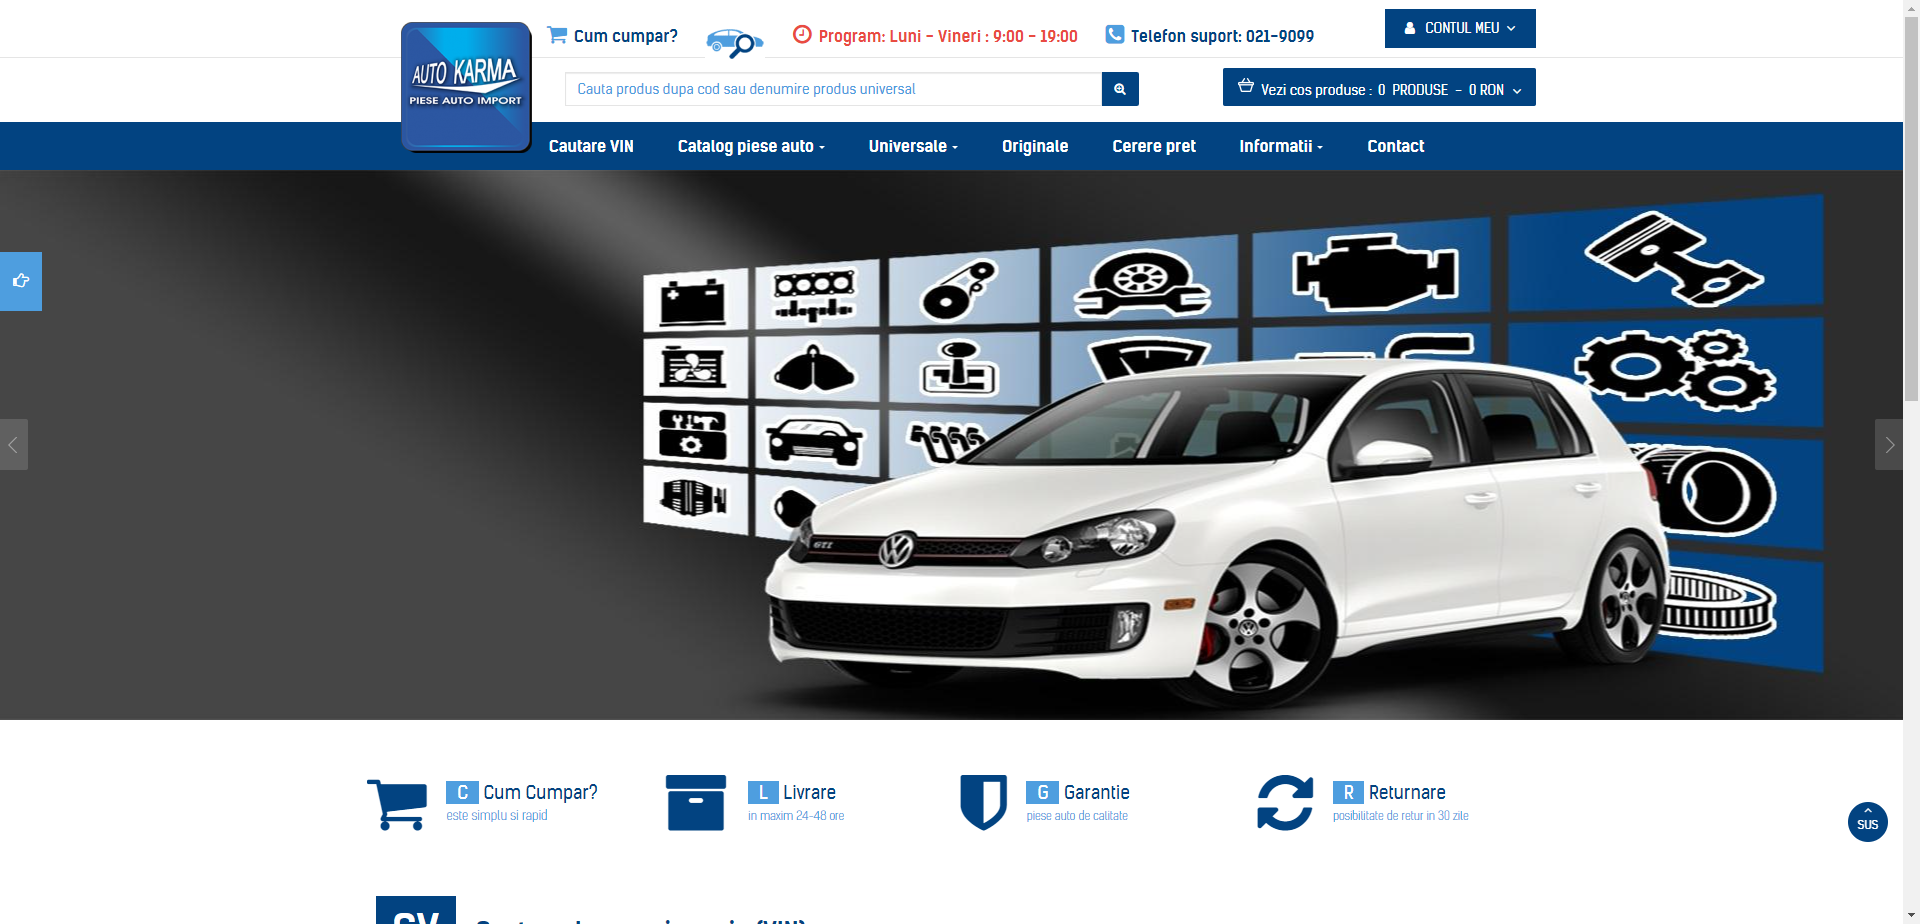 CONTUL MEU
Cum cumpar?
Program: Luni - Vineri : 9:00 - 19:00
Telefon suport: 021-9099
AUTO KARMA
PIESE AUTO IMPORT
Cauta produs dupa cod sau denumire produs universal
Vezi cos produse : 0 PRODUSE - 0 RON
Cautare VIN
Catalog piese auto
Universale
Originale
Cerere pret
Informatii
Contact
GTI
C Cum Cumpar?
este simplu si rapid
L Livrare
in maxim 24-48 ore
G Garantie
piese auto de calitate
R Returnare
posibilitate de retur in 30 zile
SUS